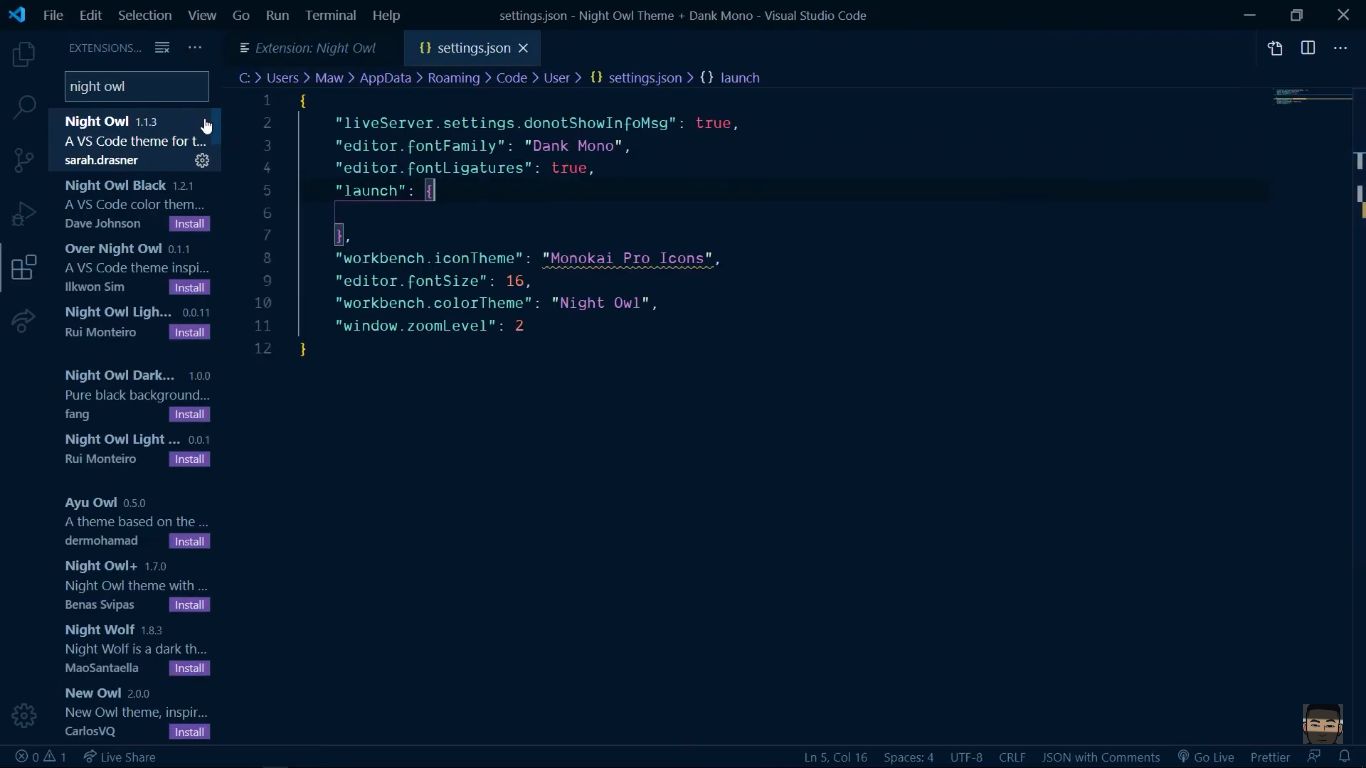 File Edit Selection View Go Run Terminal Help settings.json - Night Owl Theme + Dank Mono - Visual Studio Code
EXTENSIONS... ...
Extension: Night Owl {} settings.json
C: > Users > Maw > AppData > Roaming > Code > User > {} settings.json > {} launch
night owl
Night Owl 1.1.3
A VS Code theme for t...
sarah.drasner
Night Owl Black 1.2.1
A VS Code color them...
Dave Johnson Install
Over Night Owl 0.1.1
A VS Code theme inspi...
Ilkwon Sim Install
Night Owl Ligh... 0.0.11
Rui Monteiro Install
Night Owl Dark... 1.0.0
Pure black background...
fang Install
Night Owl Light ... 0.0.1
Rui Monteiro Install
Ayu Owl 0.5.0
A theme based on the ...
dermohamad Install
Night Owl+ 1.7.0
Night Owl theme with ...
Benas Svipas Install
Night Wolf 1.8.3
Night Wolf is a dark th...
MaoSantaella Install
New Owl 2.0.0
New Owl theme, inspir...
CarlosVQ Install
1 {
2 "liveServer.settings.donotShowInfoMsg": true,
3 "editor.fontFamily": "Dank Mono",
4 "editor.fontLigatures": true,
5 "launch": {
6
7 },
8 "workbench.iconTheme": "Monokai Pro Icons",
9 "editor.fontSize": 16,
10 "workbench.colorTheme": "Night Owl",
11 "window.zoomLevel": 2
12 }
0 1 Live Share Ln 5, Col 16 Spaces: 4 UTF-8 CRLF JSON with Comments Go Live Prettier